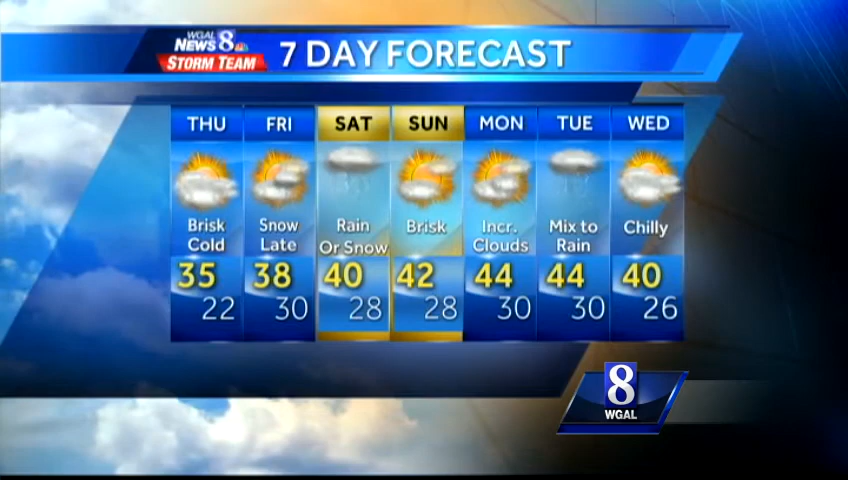 WGAL
NEWS 8
STORM TEAM
7 DAY FORECAST
THU FRI SAT SUN MON TUE WED
Brisk Cold
Snow Late
Rain Or Snow
Brisk
Incr. Clouds
Mix to Rain
Chilly
35 38 40 42 44 44 40
22 30 28 28 30 30 26
8
WGAL